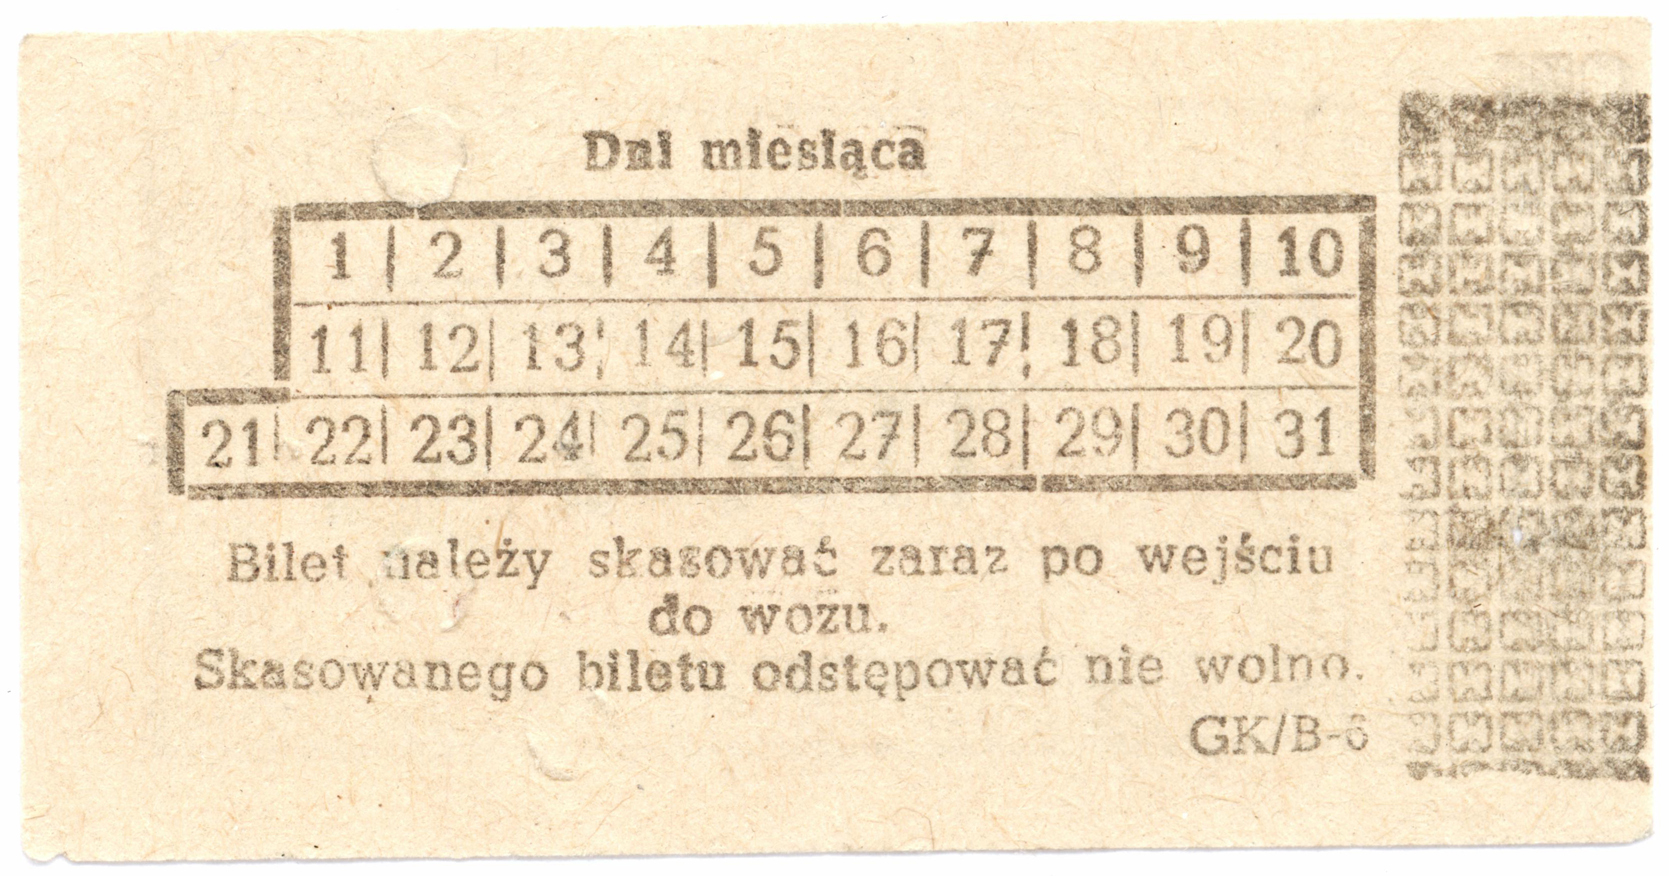 Dni miesiąca
1 | 2 | 3 | 4 | 5 | 6 | 7 | 8 | 9 | 10
11 | 12 | 13 | 14 | 15 | 16 | 17 | 18 | 19 | 20
21 | 22 | 23 | 24 | 25 | 26 | 27 | 28 | 29 | 30 | 31
Bilet należy skasować zaraz po wejściu
do wozu.
Skasowanego biletu odstępować nie wolno.
GK/B-6